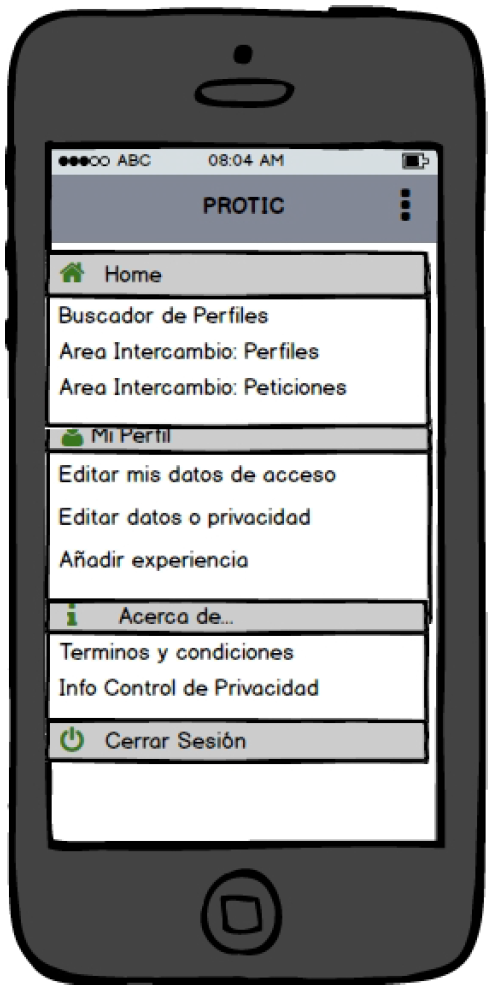 ABC 08:04 AM
PROTIC
Home
Buscador de Perfiles
Area Intercambio: Perfiles
Area Intercambio: Peticiones
Mi Perfil
Editar mis datos de acceso
Editar datos o privacidad
Añadir experiencia
Acerca de...
Terminos y condiciones
Info Control de Privacidad
Cerrar Sesión